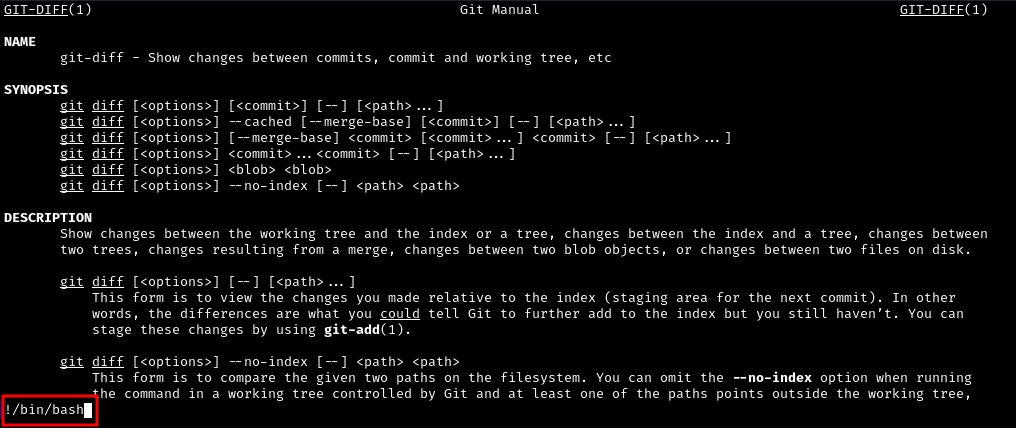 GIT-DIFF(1) Git Manual GIT-DIFF(1)
NAME
git-diff - Show changes between commits, commit and working tree, etc
SYNOPSIS
git diff [<options>] [<commit>] [--] [<path>...]
git diff [<options>] --cached [--merge-base] [<commit>] [--] [<path>...]
git diff [<options>] [--merge-base] <commit> [<commit>...] <commit> [--] [<path>...]
git diff [<options>] <commit>...<commit> [--] [<path>...]
git diff [<options>] <blob> <blob>
git diff [<options>] --no-index [--] <path> <path>
DESCRIPTION
Show changes between the working tree and the index or a tree, changes between the index and a tree, changes between
two trees, changes resulting from a merge, changes between two blob objects, or changes between two files on disk.
git diff [<options>] [--] [<path>...]
This form is to view the changes you made relative to the index (staging area for the next commit). In other
words, the differences are what you could tell Git to further add to the index but you still haven’t. You can
stage these changes by using git-add(1).
git diff [<options>] --no-index [--] <path> <path>
This form is to compare the given two paths on the filesystem. You can omit the --no-index option when running
the command in a working tree controlled by Git and at least one of the paths points outside the working tree,
!/bin/bash